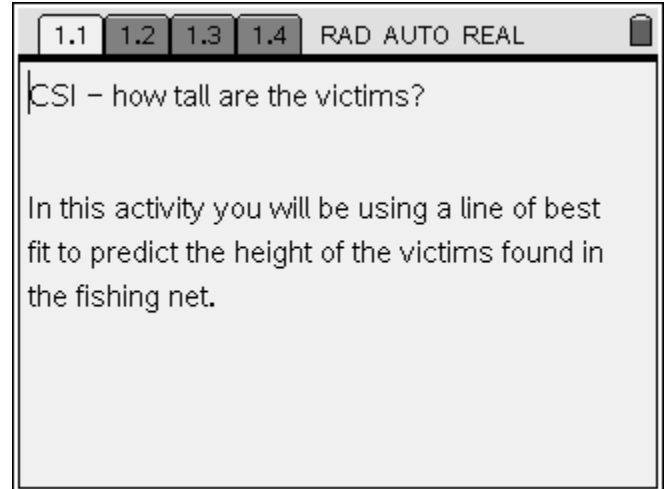 1.1 1.2 1.3 1.4 RAD AUTO REAL
CSI – how tall are the victims?
In this activity you will be using a line of best
fit to predict the height of the victims found in
the fishing net.